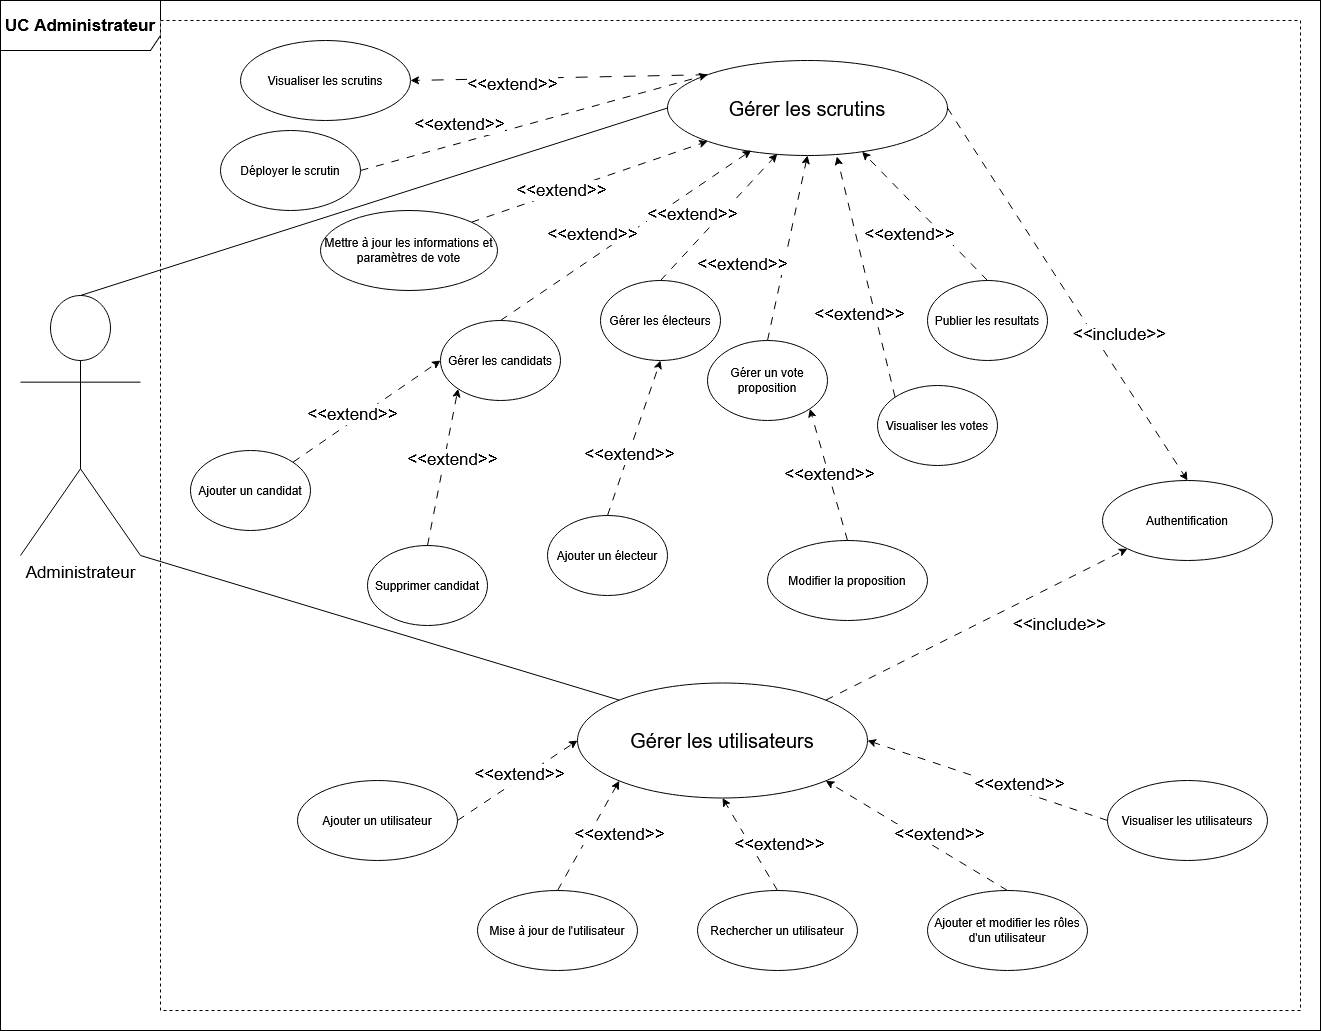 UC Administrateur
Visualiser les scrutins
<<extend>>
Gérer les scrutins
<<extend>>
Déployer le scrutin
<<extend>>
Mettre à jour les informations et
paramètres de vote
<<extend>>
<<extend>>
<<extend>>
<<extend>>
<<extend>>
Gérer les électeurs
Publier les resultats
<<include>>
Gérer les candidats
Gérer un vote
proposition
<<extend>>
Visualiser les votes
<<extend>>
<<extend>>
<<extend>>
Ajouter un candidat
Authentification
Ajouter un électeur
Administrateur
Supprimer candidat
Modifier la proposition
<<include>>
Gérer les utilisateurs
<<extend>>
<<extend>>
Ajouter un utilisateur
Visualiser les utilisateurs
<<extend>>
<<extend>>
<<extend>>
Mise à jour de l'utilisateur
Rechercher un utilisateur
Ajouter et modifier les rôles
d'un utilisateur